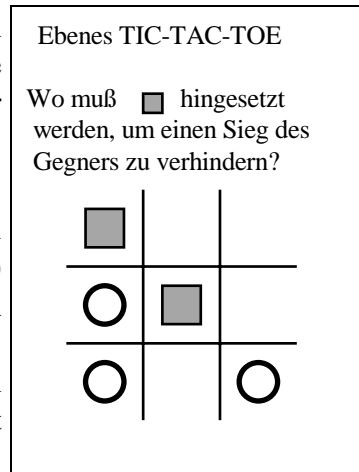 Ebenes TIC-TAC-TOE
Wo muß hingesetzt
werden, um einen Sieg des
Gegners zu verhindern?